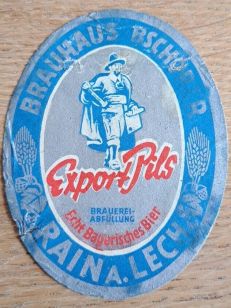 BRAUHAUS
Export-Pils
BRAUEREI-
ABFÜLLUNG
Echt Bayerisches Bier
RAIN A. LECH